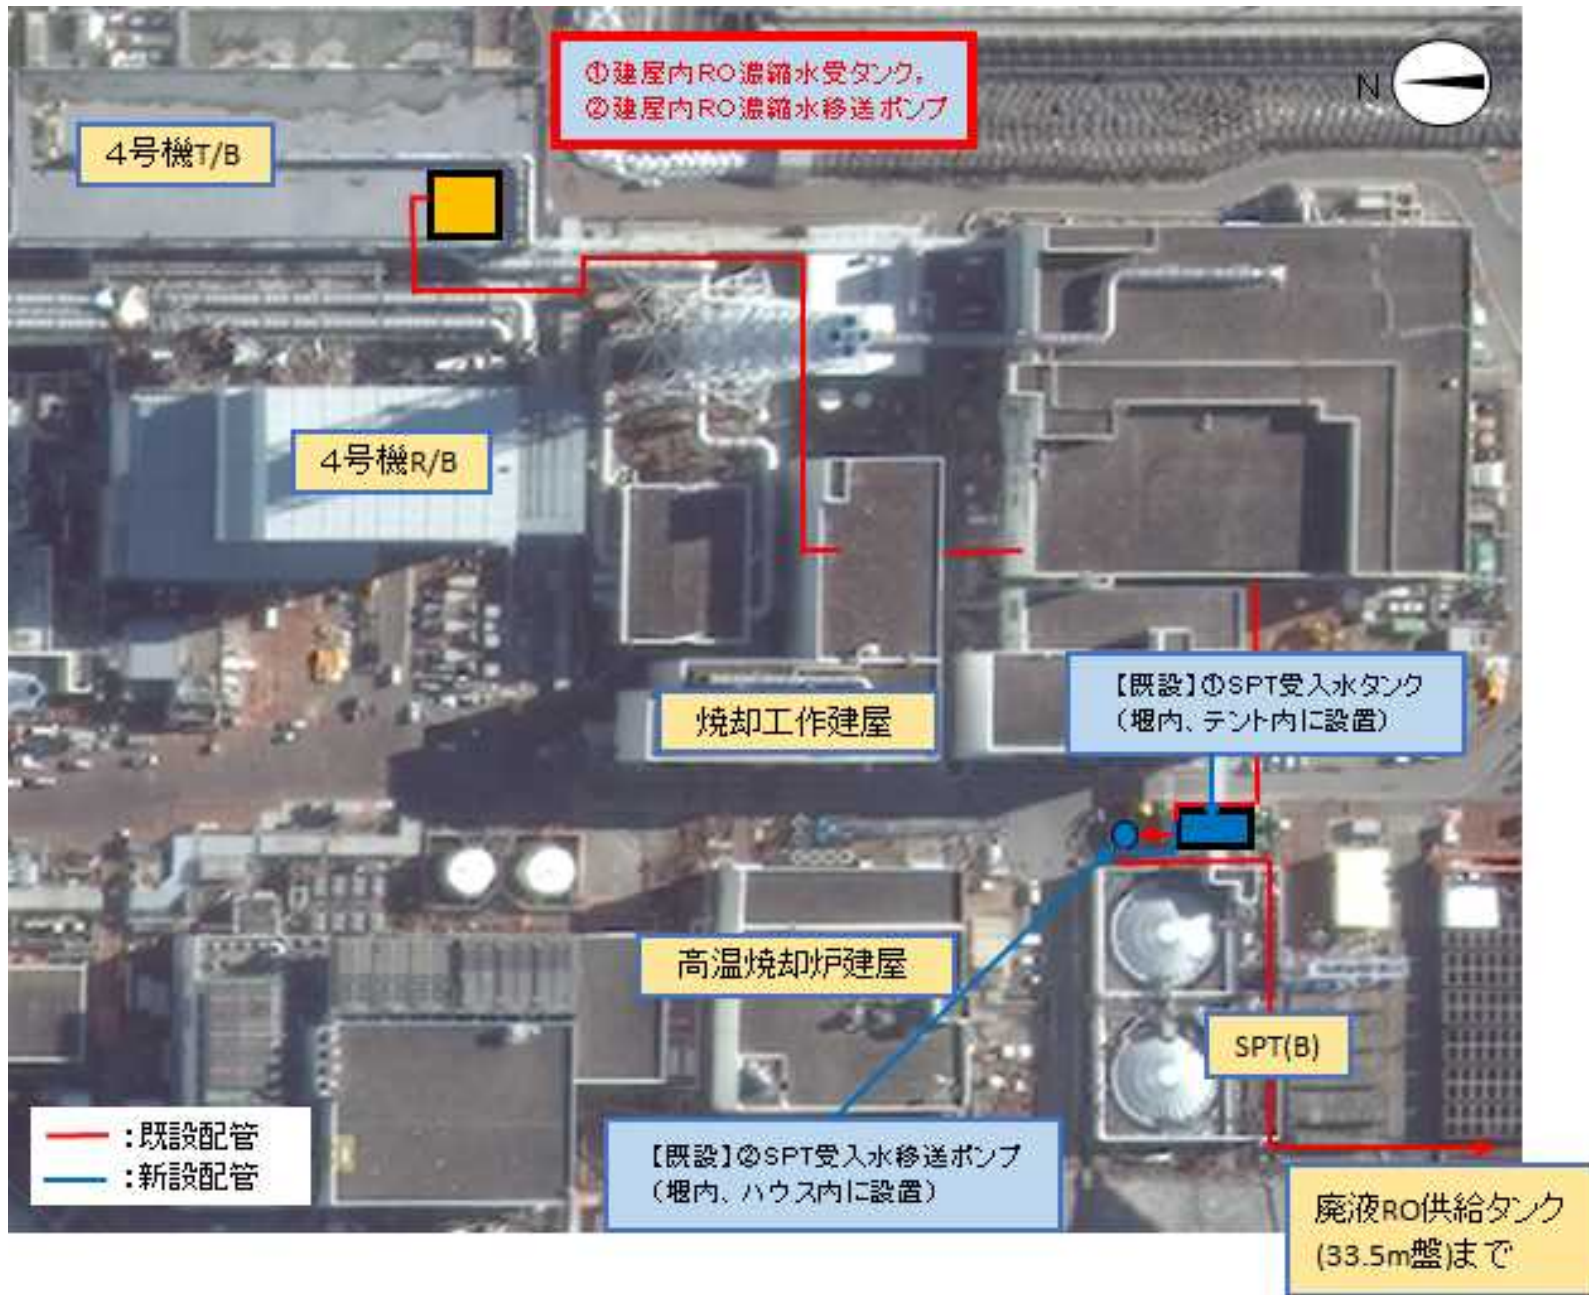 ①建屋内RO濃縮水受タンク,
②建屋内RO濃縮水移送ポンプ
N
4号機T/B
4号機R/B
【既設】①SPT受入水タンク
(堰内、テント内に設置)
焼却工作建屋
高温焼却炉建屋
SPT(B)
:既設配管
:新設配管
【既設】②SPT受入水移送ポンプ
(堰内、ハウス内に設置)
廃液RO供給タンク
(33.5m盤)まで